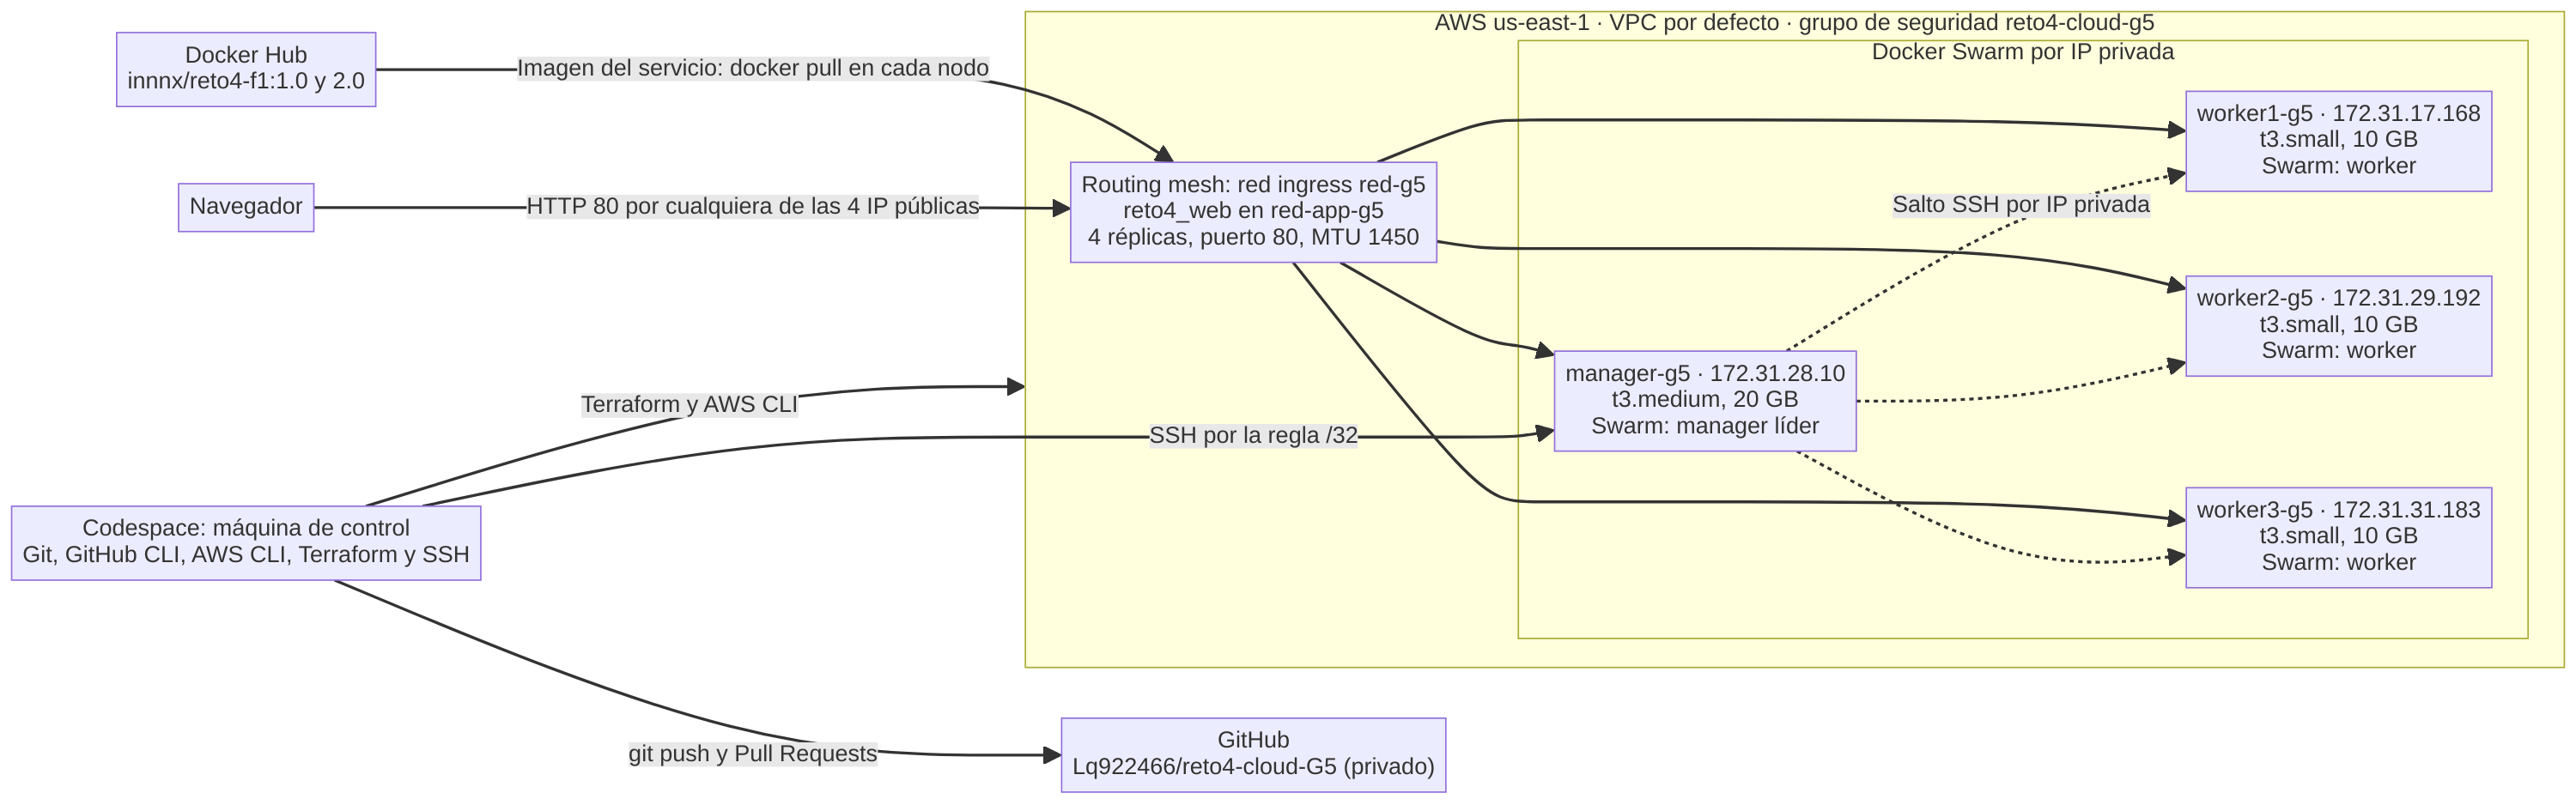 AWS us-east-1 · VPC por defecto · grupo de seguridad reto4-cloud-g5
Docker Swarm por IP privada
Docker Hub
innnx/reto4-f1:1.0 y 2.0
Imagen del servicio: docker pull en cada nodo
Navegador
HTTP 80 por cualquiera de las 4 IP públicas
Routing mesh: red ingress red-g5
reto4_web en red-app-g5
4 réplicas, puerto 80, MTU 1450
worker1-g5 · 172.31.17.168
t3.small, 10 GB
Swarm: worker
Salto SSH por IP privada
worker2-g5 · 172.31.29.192
t3.small, 10 GB
Swarm: worker
manager-g5 · 172.31.28.10
t3.medium, 20 GB
Swarm: manager líder
Terraform y AWS CLI
SSH por la regla /32
worker3-g5 · 172.31.31.183
t3.small, 10 GB
Swarm: worker
Codespace: máquina de control
Git, GitHub CLI, AWS CLI, Terraform y SSH
git push y Pull Requests
GitHub
Lq922466/reto4-cloud-G5 (privado)